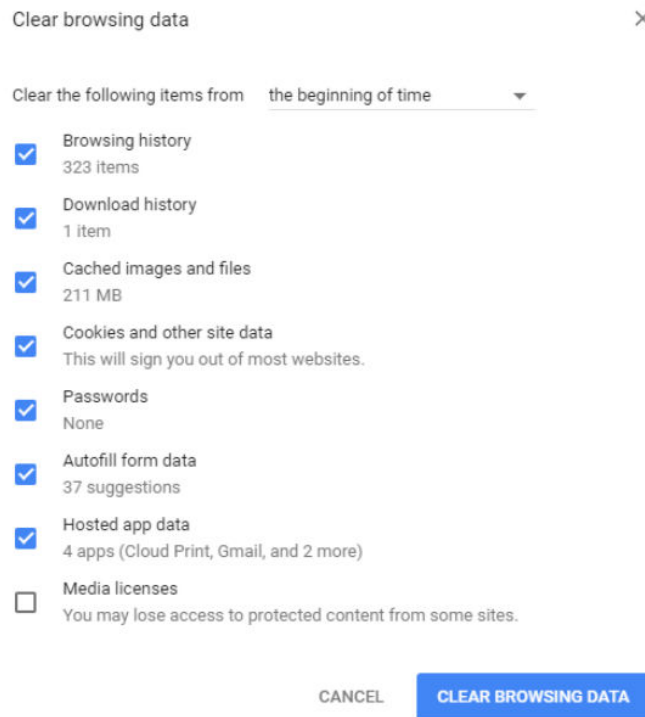 Clear browsing data
Clear the following items from the beginning of time
Browsing history
323 items
Download history
1 item
Cached images and files
211 MB
Cookies and other site data
This will sign you out of most websites.
Passwords
None
Autofill form data
37 suggestions
Hosted app data
4 apps (Cloud Print, Gmail, and 2 more)
Media licenses
You may lose access to protected content from some sites.
CANCEL CLEAR BROWSING DATA